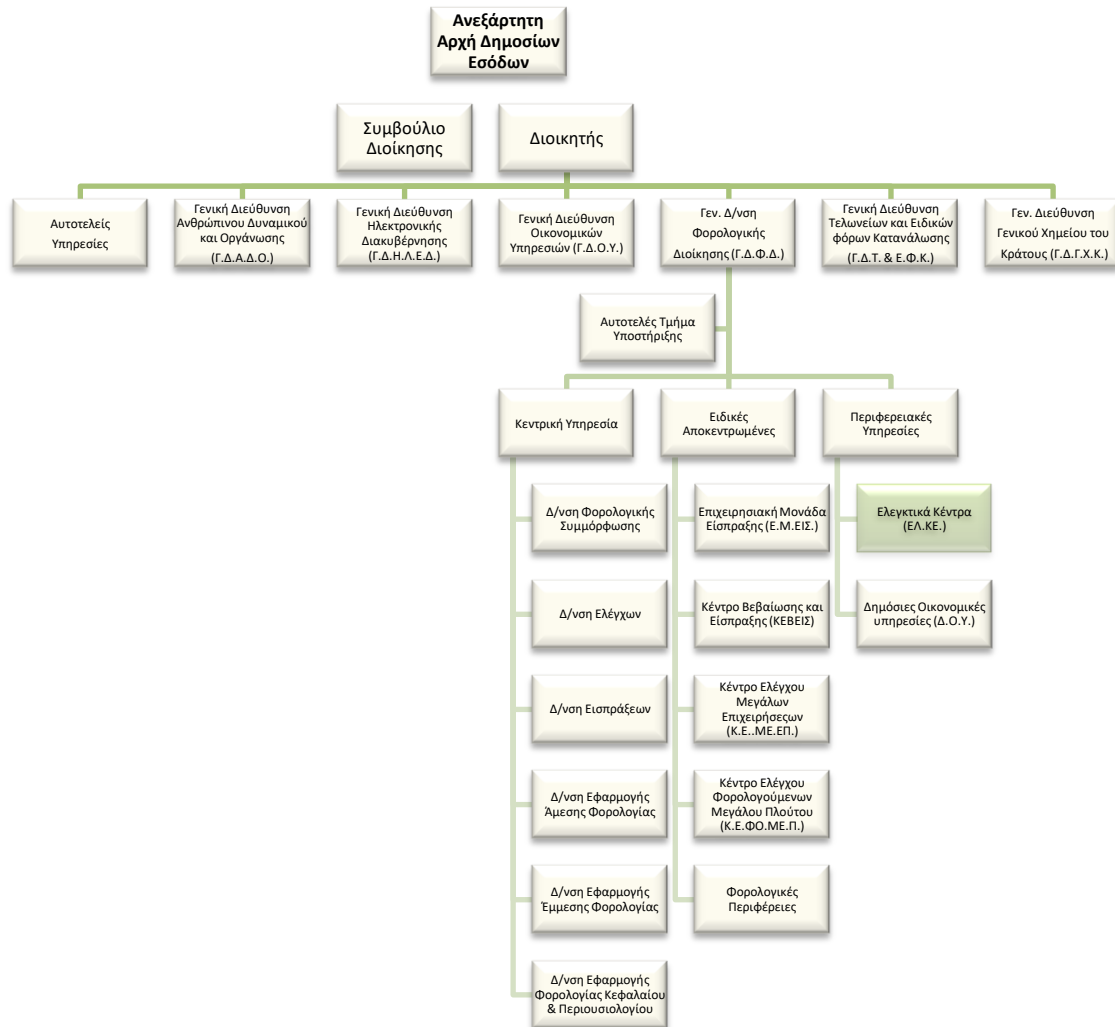 Ανεξάρτητη
Αρχή Δημοσίων
Εσόδων
Συμβούλιο
Διοίκησης
Διοικητής
Αυτοτελείς
Υπηρεσίες
Γενική Διεύθυνση
Ανθρώπινου Δυναμικού
και Οργάνωσης
(Γ.Δ.Α.Δ.Ο.)
Γενική Διεύθυνση
Ηλεκτρονικής
Διακυβέρνησης
(Γ.Δ.Η.Λ.Ε.Δ.)
Γενική Διεύθυνση
Οικονομικών
Υπηρεσιών (Γ.Δ.Ο.Υ.)
Γεν. Δ/νση
Φορολογικής
Διοίκησης (Γ.Δ.Φ.Δ.)
Γενική Διεύθυνση
Τελωνείων και Ειδικών
φόρων Κατανάλωσης
(Γ.Δ.Τ. & Ε.Φ.Κ.)
Γεν. Διεύθυνση
Γενικού Χημείου του
Κράτους (Γ.Δ.Γ.Χ.Κ.)
Αυτοτελές Τμήμα
Υποστήριξης
Κεντρική Υπηρεσία
Ειδικές
Αποκεντρωμένες
Περιφερειακές
Υπηρεσίες
Δ/νση Φορολογικής
Συμμόρφωσης
Επιχειρησιακή Μονάδα
Είσπραξης (Ε.Μ.ΕΙΣ.)
Ελεγκτικά Κέντρα
(ΕΛ.ΚΕ.)
Δ/νση Ελέγχων
Κέντρο Βεβαίωσης και
Είσπραξης (ΚΕΒΕΙΣ)
Δημόσιες Οικονομικές
υπηρεσίες (Δ.Ο.Υ.)
Δ/νση Εισπράξεων
Κέντρο Ελέγχου
Μεγάλων
Επιχειρήσεςων
(Κ.Ε..ΜΕ.ΕΠ.)
Δ/νση Εφαρμογής
Άμεσης Φορολογίας
Κέντρο Ελέγχου
Φορολογούμενων
Μεγάλου Πλούτου
(Κ.Ε.ΦΟ.ΜΕ.Π.)
Δ/νση Εφαρμογής
Έμμεσης Φορολογίας
Φορολογικές
Περιφέρειες
Δ/νση Εφαρμογής
Φορολογίας Κεφαλαίου
& Περιουσιολογίου